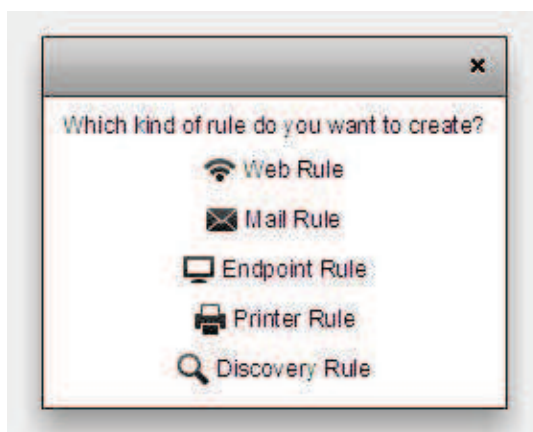 Which kind of rule do you want to create?
Web Rule
Mail Rule
Endpoint Rule
Printer Rule
Discovery Rule